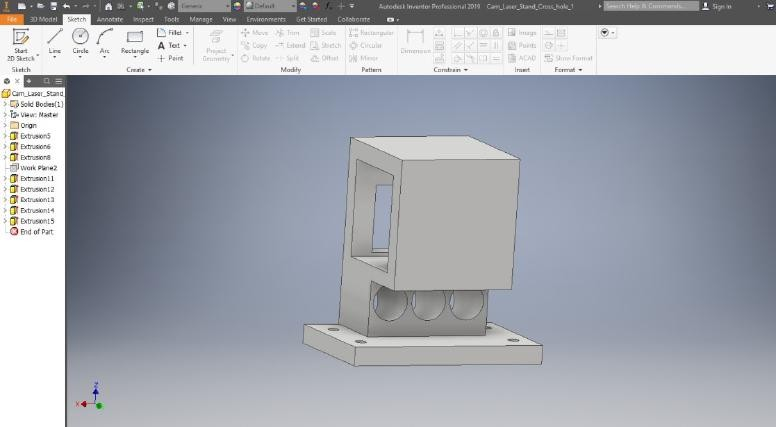 Generic
Default
Autodesk Inventor Professional 2019 Cam_Laser_Stand_Cross_hole_1
Search Help & Commands...
Sign In
File 3D Model Sketch Annotate Inspect Tools Manage View Environments Get Started Collaborate
Start
2D Sketch
Line Circle Arc Rectangle
Fillet
Text
Point
Project
Geometry
Move Trim Scale
Copy Extend Stretch
Rotate Split Offset
Rectangular
Circular
Mirror
Dimension
Image
Points
ACAD
Show Format
Sketch Create Modify Pattern Constrain Insert Format
Cam_Laser_Stand_
Solid Bodies(1)
View: Master
Origin
Extrusion5
Extrusion6
Extrusion8
Work Plane2
Extrusion11
Extrusion12
Extrusion13
Extrusion14
Extrusion15
End of Part
Z
X